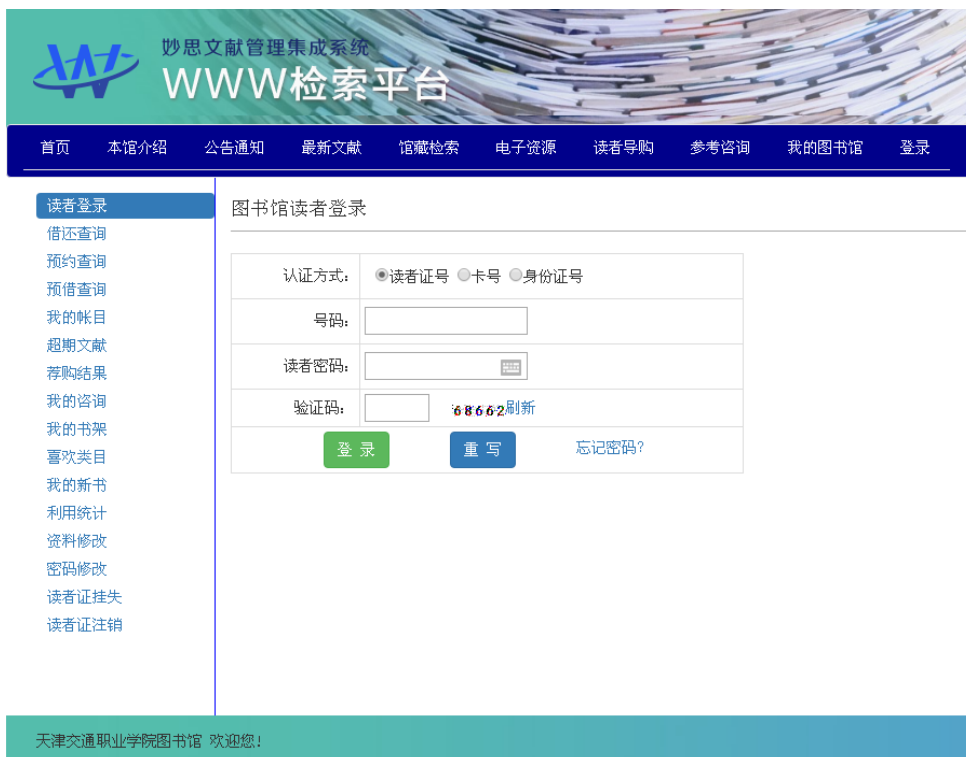 妙思文献管理集成系统
WWW检索平台
首页 本馆介绍 公告通知 最新文献 馆藏检索 电子资源 读者导购 参考咨询 我的图书馆 登录
读者登录
借还查询
预约查询
预借查询
我的帐目
超期文献
荐购结果
我的咨询
我的书架
喜欢类目
我的新书
利用统计
资料修改
密码修改
读者证挂失
读者证注销
图书馆读者登录
认证方式： 读者证号 卡号 身份证号
号码：
读者密码：
验证码： 68662 刷新
登 录 重 写 忘记密码?
天津交通职业学院图书馆 欢迎您!